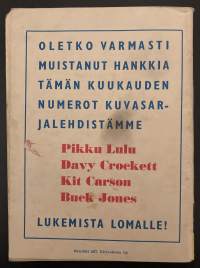 OLETKO VARMASTI
MUISTANUT HANKKIA
TÄMÄN KUUKAUDEN
NUMEROT KUVASAR-
JALEHDISTÄMME
Pikku Lulu
Davy Crockett
Kit Carson
Buck Jones
LUKEMISTA LOMALLE!